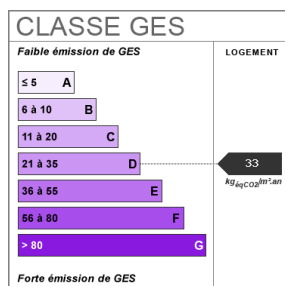 CLASSE GES
Faible émission de GES
LOGEMENT
≤ 5 A
6 à 10 B
11 à 20 C
21 à 35 D
33
kgéqCO2/m².an
36 à 55 E
56 à 80 F
> 80 G
Forte émission de GES